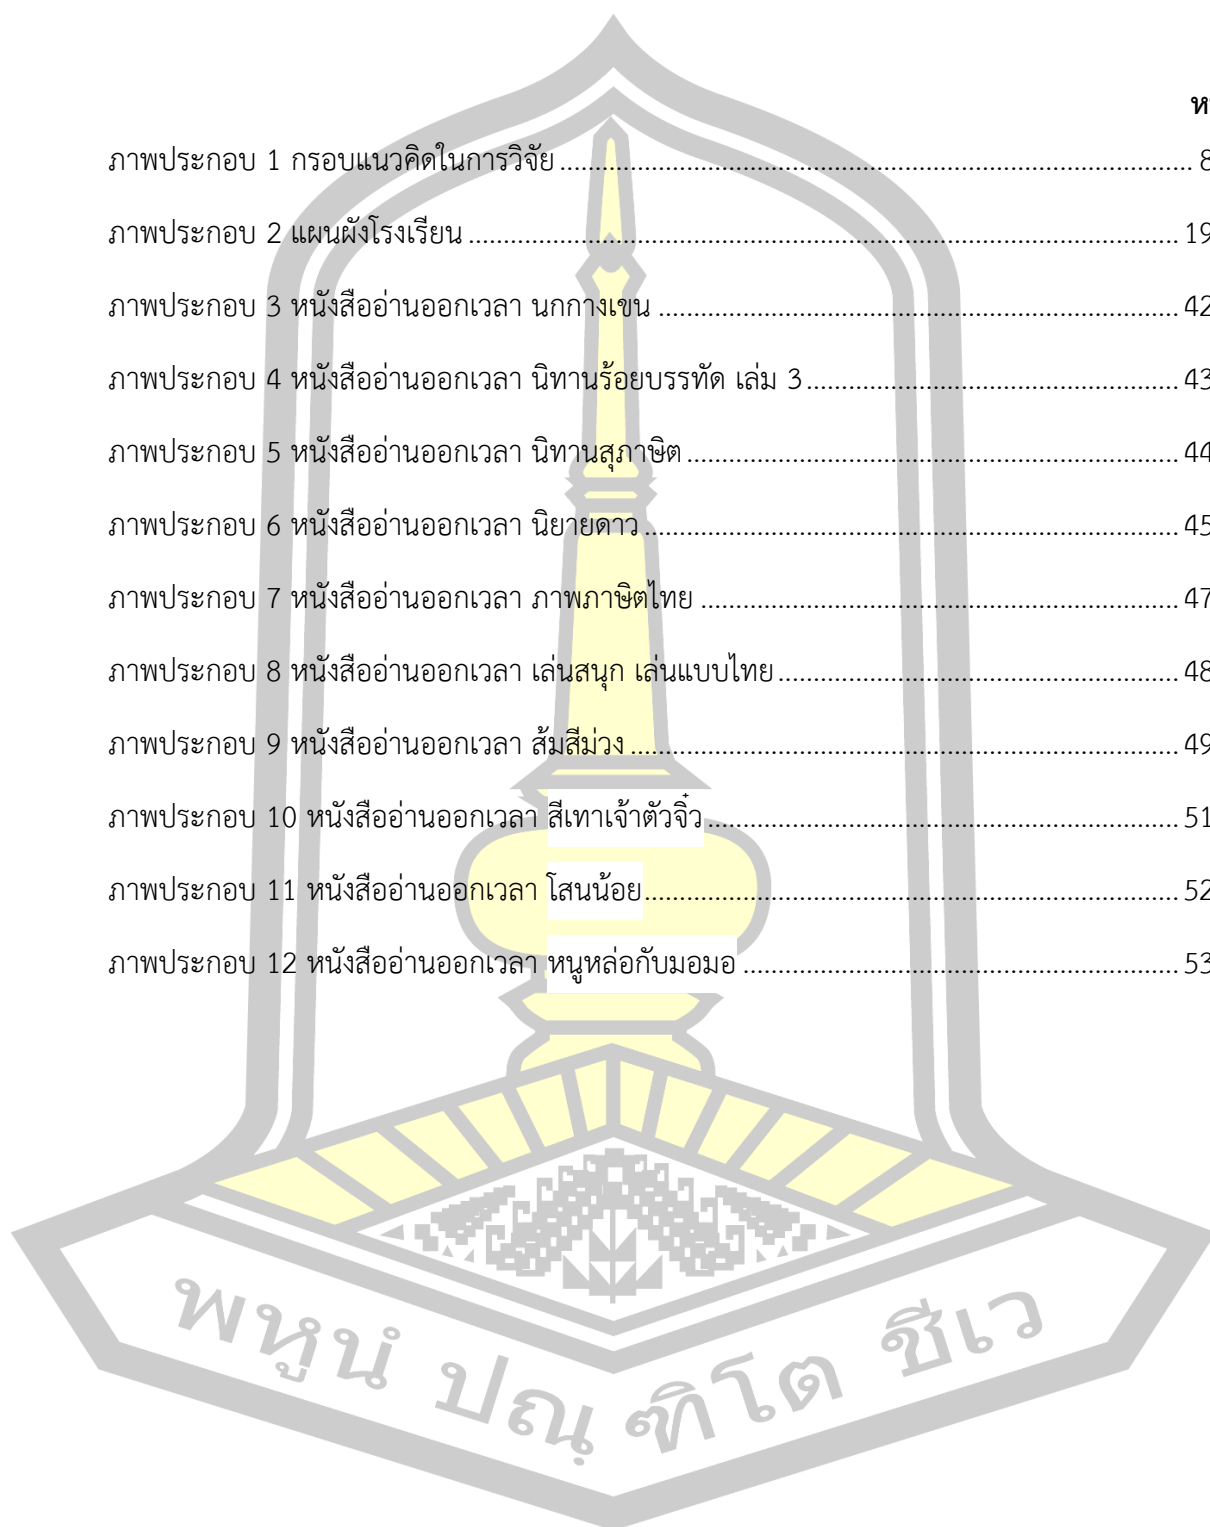 ห
ภาพประกอบ 1 กรอบแนวคิดในการวิจัย ........................................................................ 8
ภาพประกอบ 2 แผนผังโรงเรียน ........................................................................ 19
ภาพประกอบ 3 หนังสืออ่านออกเวลา นกกางเขน ........................................................................ 42
ภาพประกอบ 4 หนังสืออ่านออกเวลา นิทานร้อยบรรทัด เล่ม 3 ........................................................................ 43
ภาพประกอบ 5 หนังสืออ่านออกเวลา นิทานสุภาษิต ........................................................................ 44
ภาพประกอบ 6 หนังสืออ่านออกเวลา นิยายดาว ........................................................................ 45
ภาพประกอบ 7 หนังสืออ่านออกเวลา ภาพภาษิตไทย ........................................................................ 47
ภาพประกอบ 8 หนังสืออ่านออกเวลา เล่นสนุก เล่นแบบไทย ........................................................................ 48
ภาพประกอบ 9 หนังสืออ่านออกเวลา ส้มสีม่วง ........................................................................ 49
ภาพประกอบ 10 หนังสืออ่านออกเวลา สีเทาเจ้าตัวจิ๋ว ........................................................................ 51
ภาพประกอบ 11 หนังสืออ่านออกเวลา โสนน้อย ........................................................................ 52
ภาพประกอบ 12 หนังสืออ่านออกเวลา หนูหล่อกับมอมอ ........................................................................ 53
พหูนํ ปณฺฑิโต ชีเว